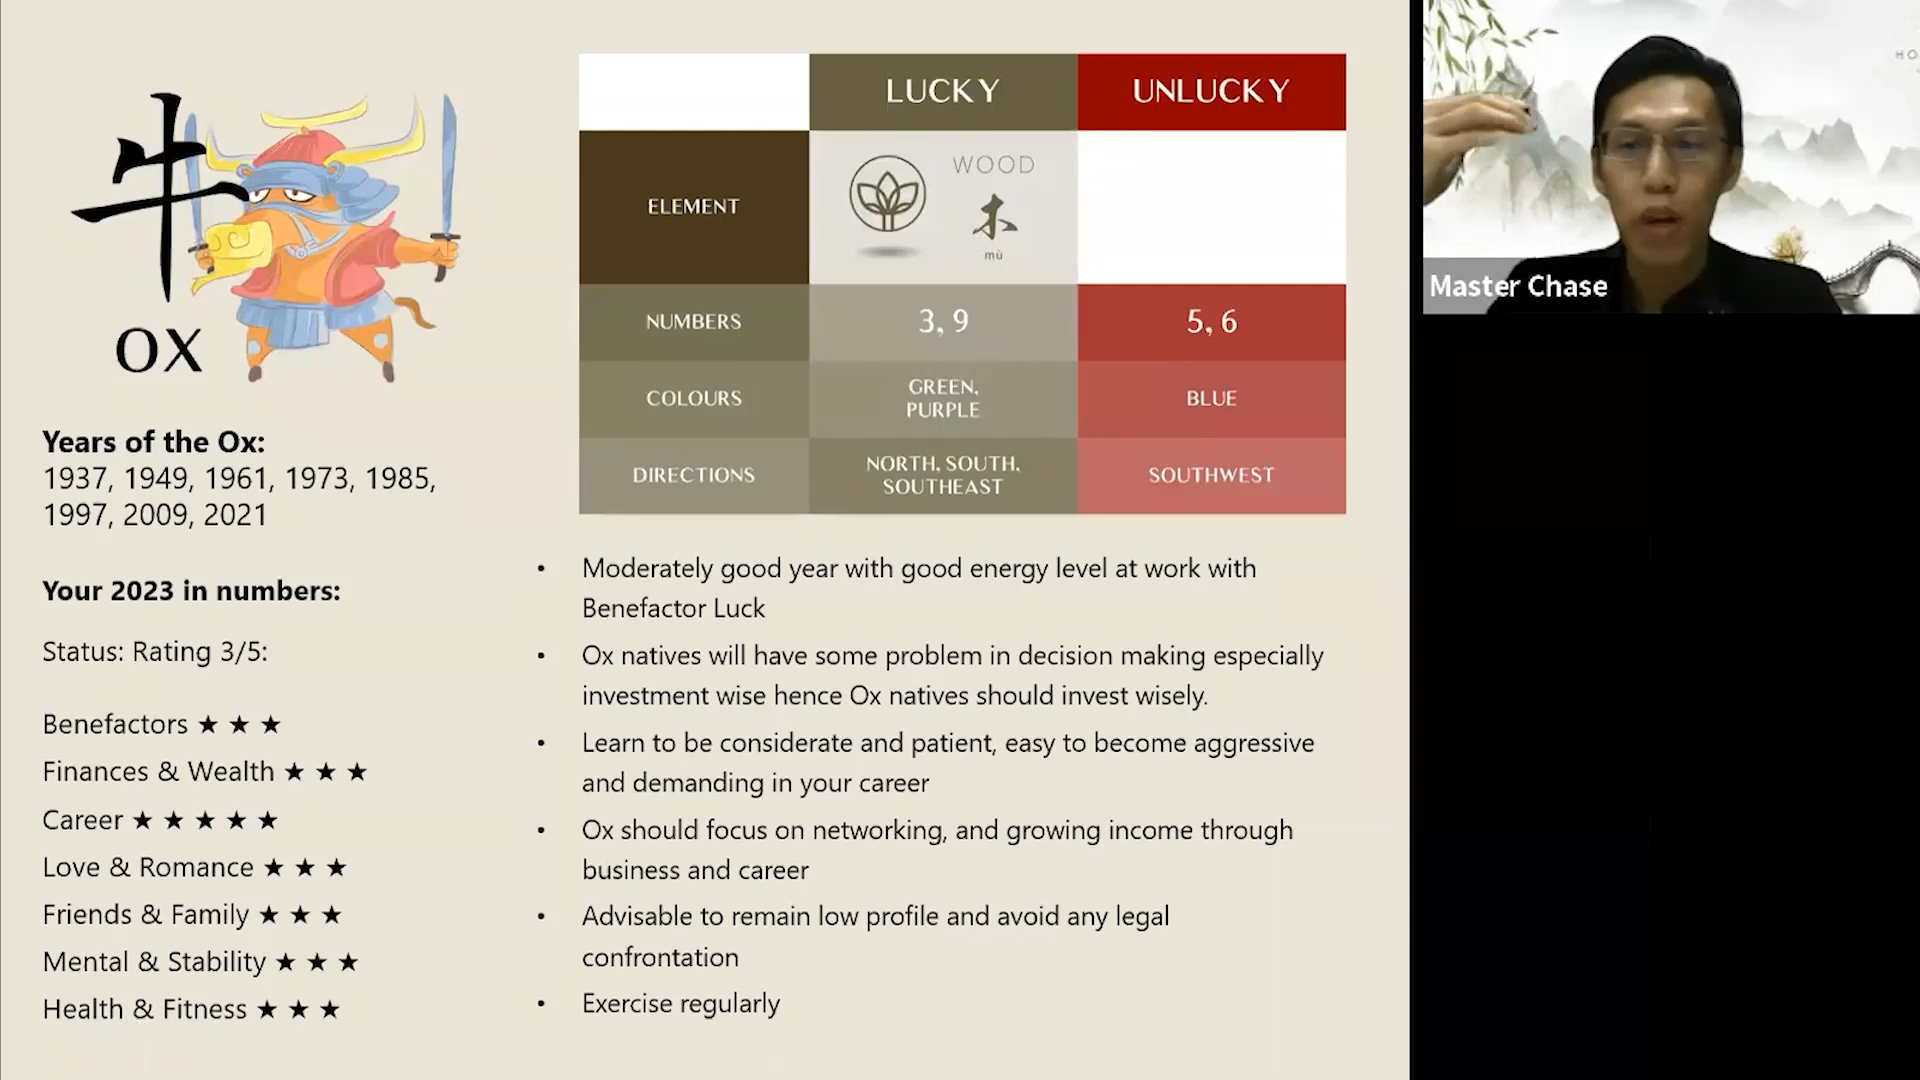 牛
OX
Years of the Ox:
1937, 1949, 1961, 1973, 1985,
1997, 2009, 2021
Your 2023 in numbers:
Status: Rating 3/5:
Benefactors ★ ★ ★
Finances & Wealth ★ ★ ★
Career ★ ★ ★ ★ ★
Love & Romance ★ ★ ★
Friends & Family ★ ★ ★
Mental & Stability ★ ★ ★
Health & Fitness ★ ★ ★
LUCKY
UNLUCKY
ELEMENT
WOOD
木
mù
NUMBERS
3, 9
5, 6
COLOURS
GREEN,
PURPLE
BLUE
DIRECTIONS
NORTH, SOUTH,
SOUTHEAST
SOUTHWEST
• Moderately good year with good energy level at work with
Benefactor Luck
• Ox natives will have some problem in decision making especially
investment wise hence Ox natives should invest wisely.
• Learn to be considerate and patient, easy to become aggressive
and demanding in your career
• Ox should focus on networking, and growing income through
business and career
• Advisable to remain low profile and avoid any legal
confrontation
• Exercise regularly
HO
Master Chase